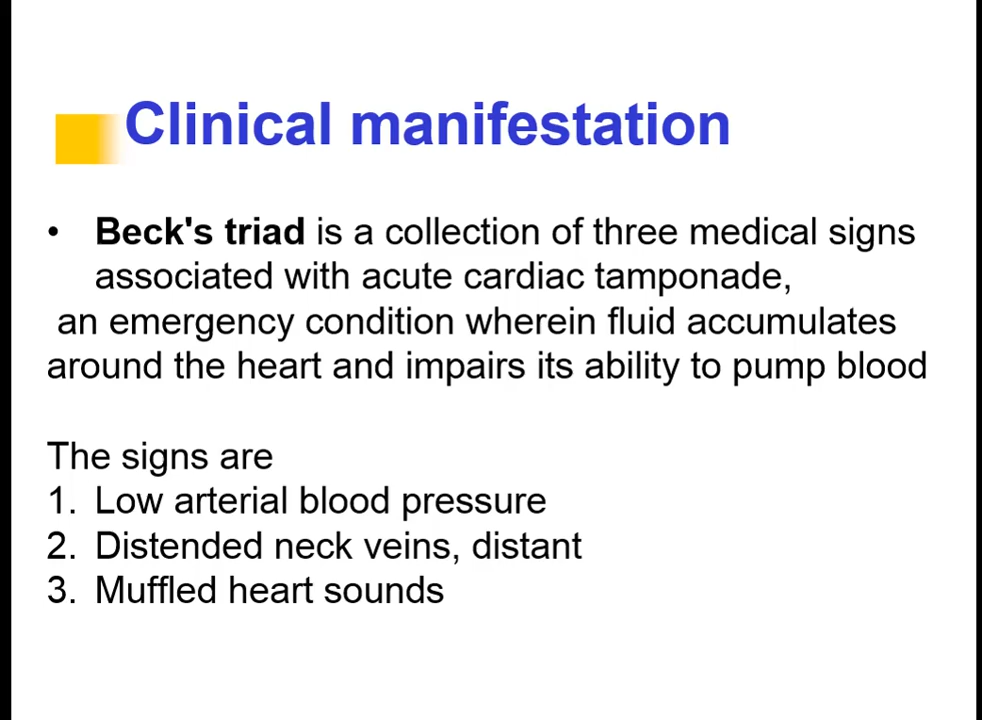 Clinical manifestation
• Beck's triad is a collection of three medical signs
associated with acute cardiac tamponade,
an emergency condition wherein fluid accumulates
around the heart and impairs its ability to pump blood
The signs are
1. Low arterial blood pressure
2. Distended neck veins, distant
3. Muffled heart sounds